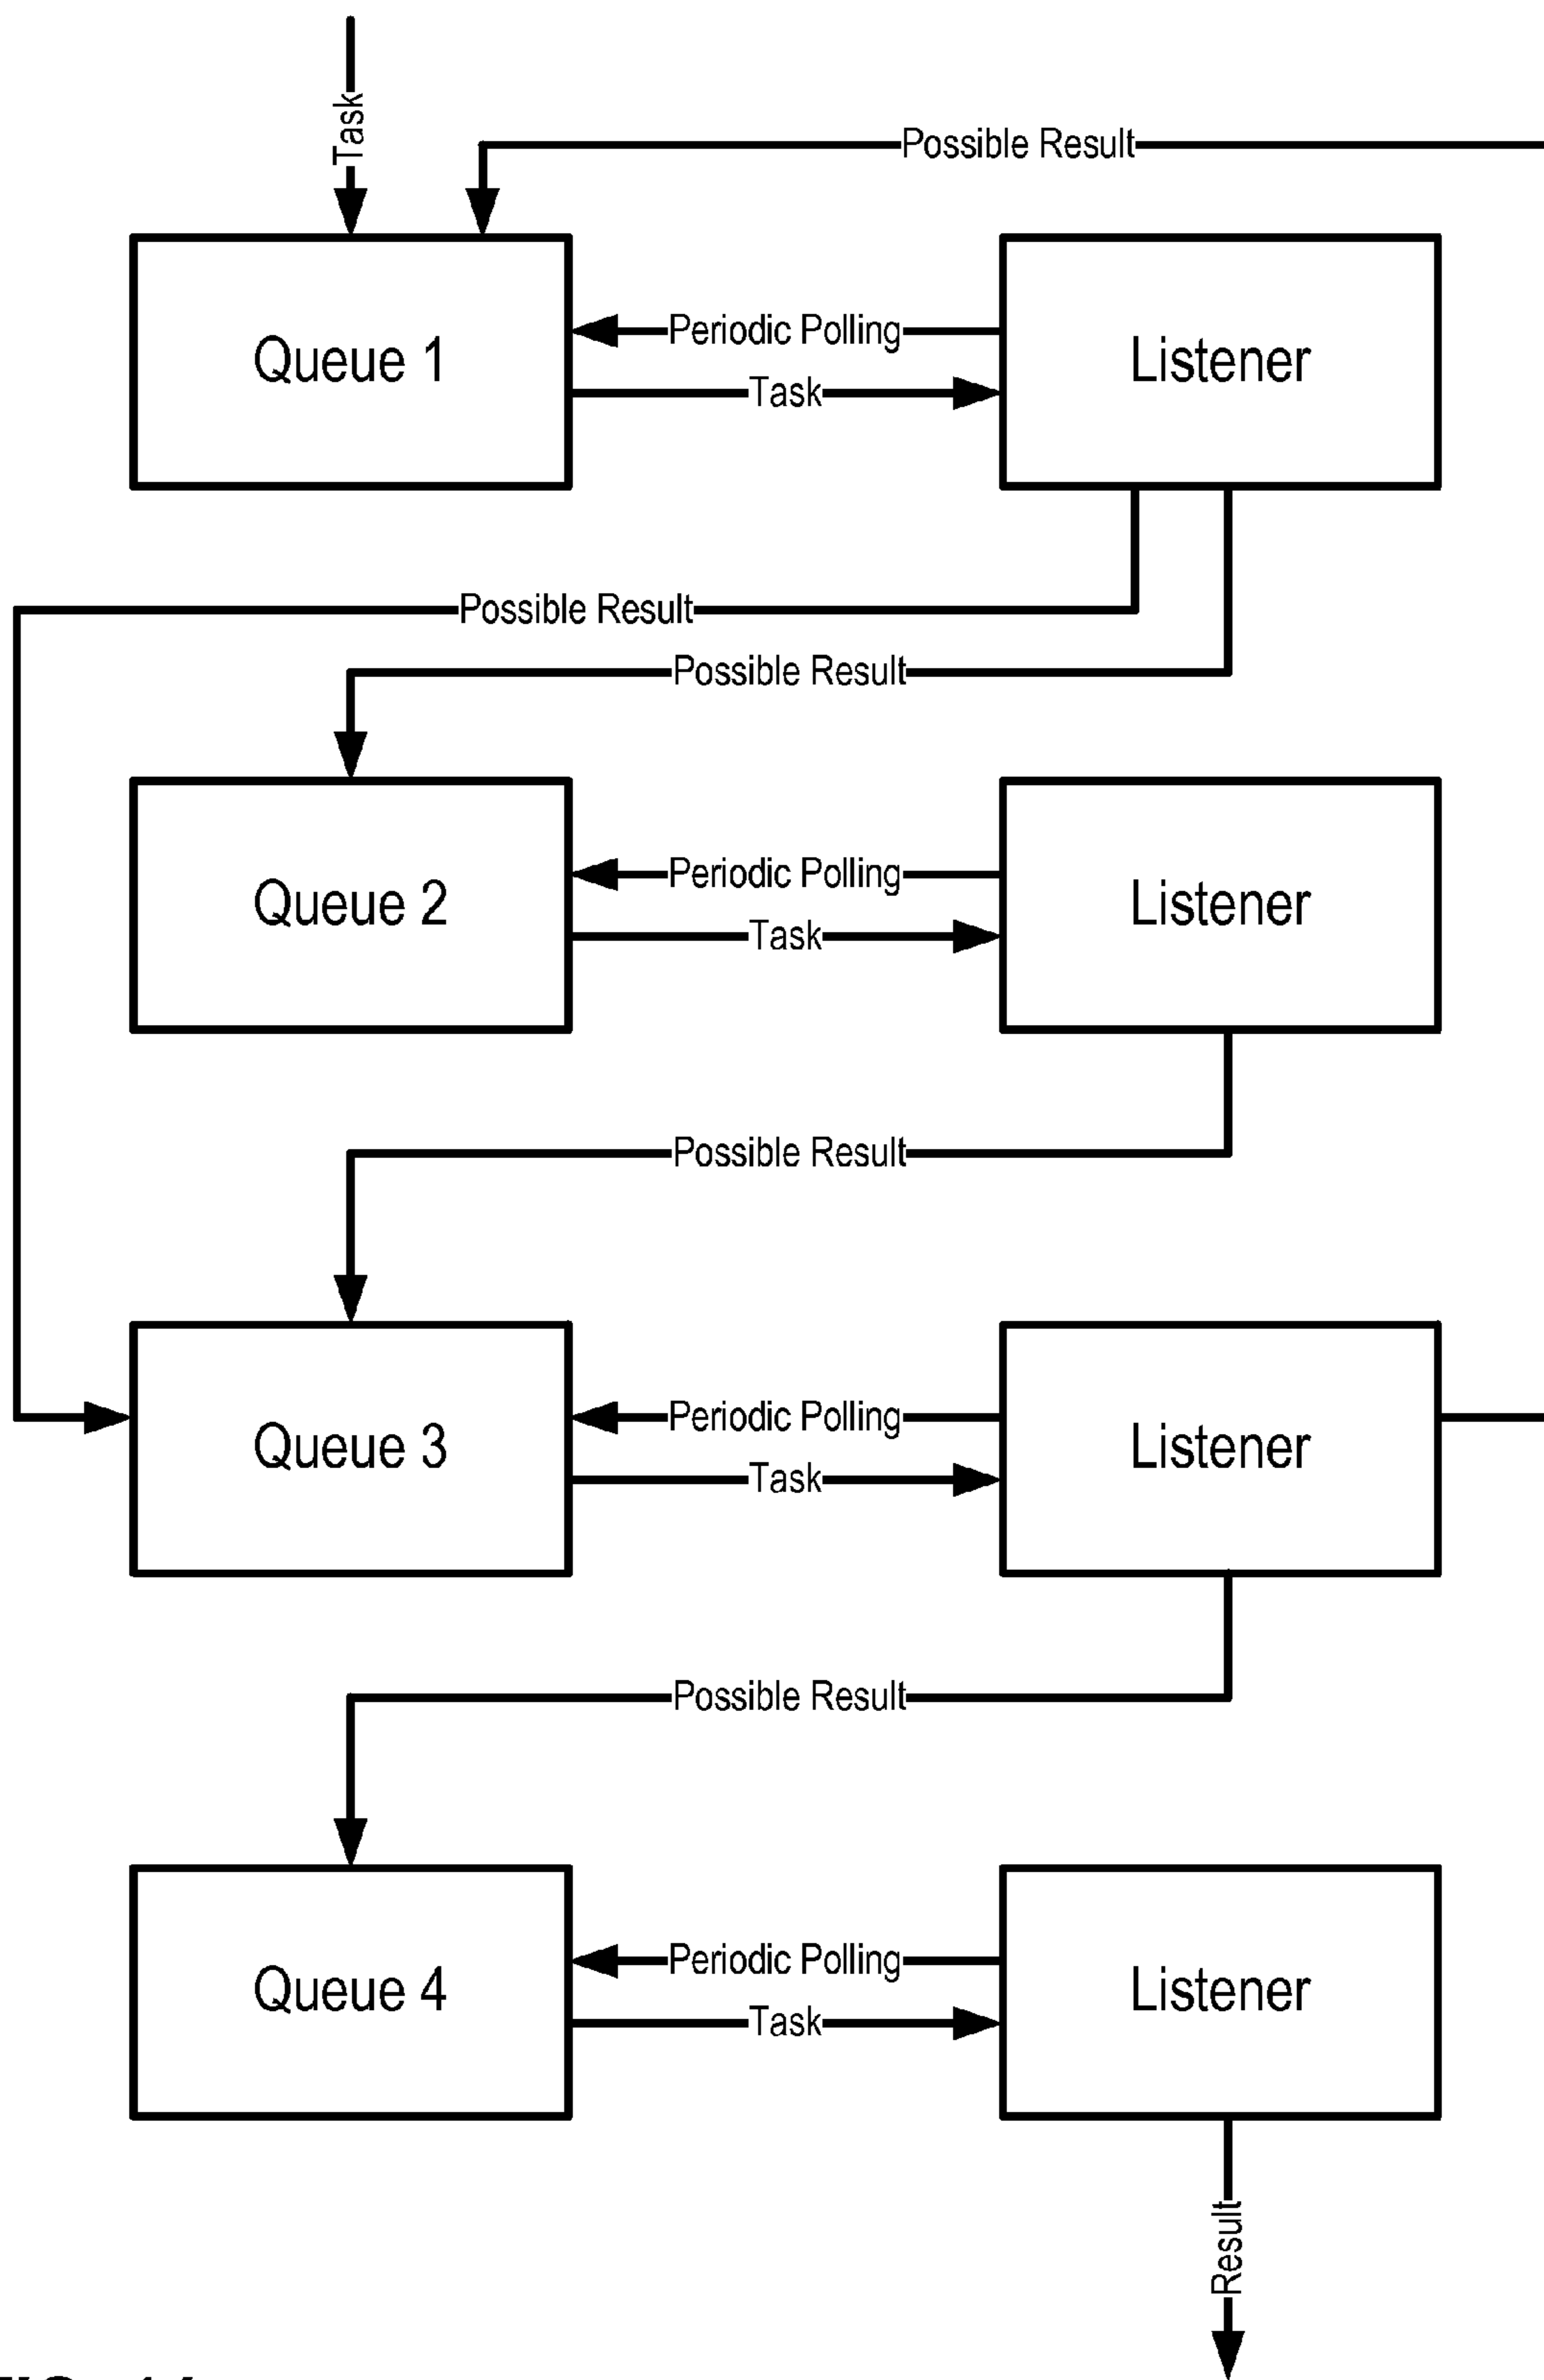 Task
Possible Result
Queue 1
Periodic Polling
Task
Listener
Possible Result
Possible Result
Queue 2
Periodic Polling
Task
Listener
Possible Result
Queue 3
Periodic Polling
Task
Listener
Possible Result
Queue 4
Periodic Polling
Task
Listener
Result